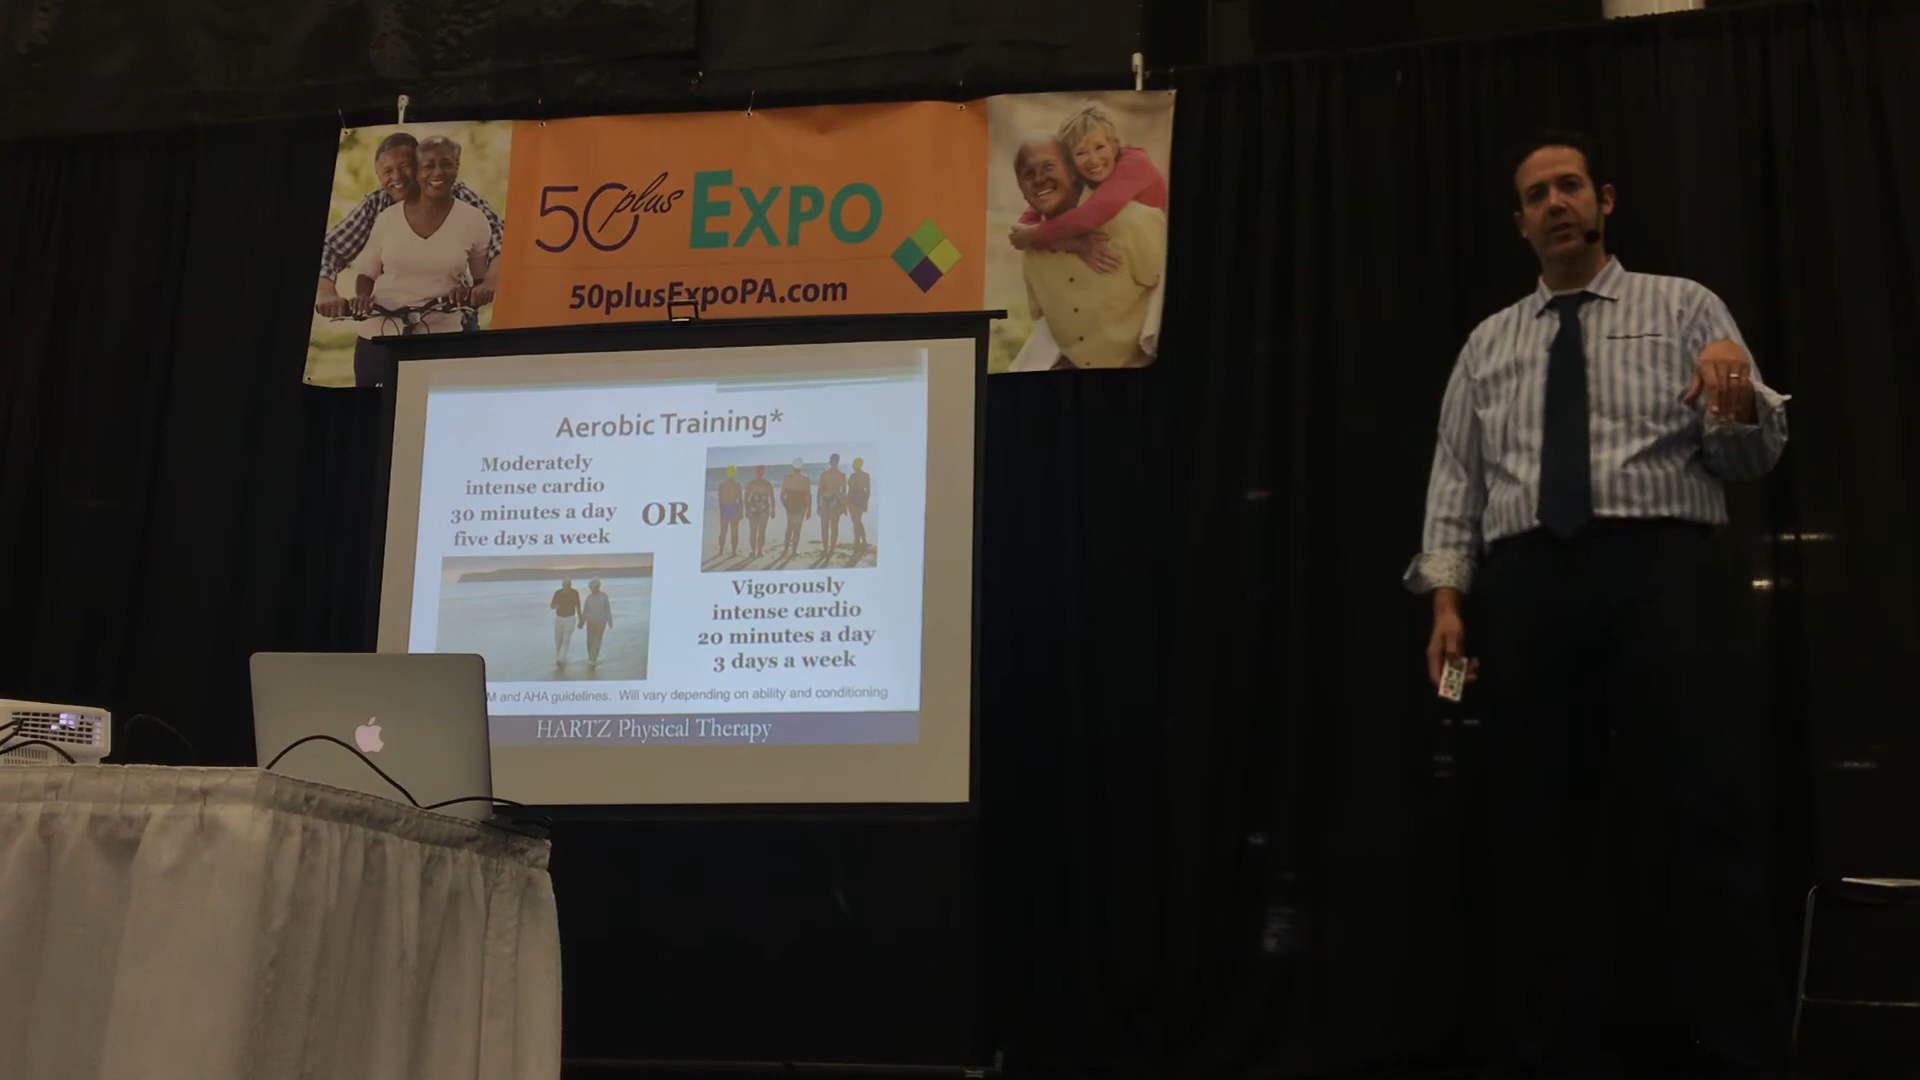 50 plus EXPO
50plusExpoPA.com
Aerobic Training*
Moderately
intense cardio
30 minutes a day
five days a week
OR
Vigorously
intense cardio
20 minutes a day
3 days a week
M and AHA guidelines. Will vary depending on ability and conditioning
HARTZ Physical Therapy